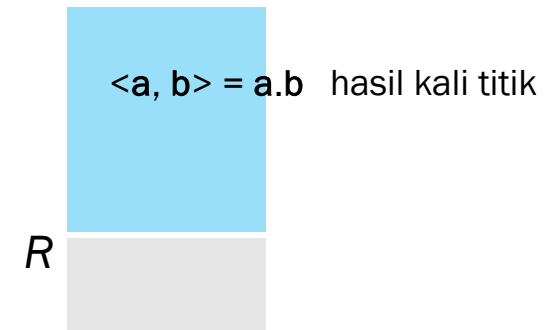 <a, b> = a.b hasil kali titik
R